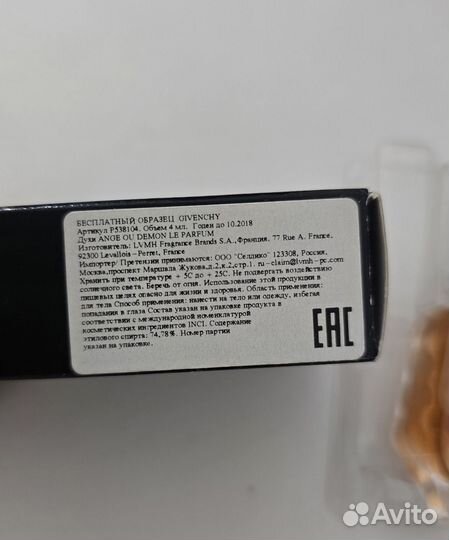 БЕСПЛАТНЫЙ ОБРАЗЕЦ GIVENCHY
Артикул P538104. Объем 4 мл. Годен до 10.2018
Духи ANGE OU DEMON LE PARFUM
Изготовитель: LVMH Fragrance Brands S.A.,Франция, 77 Rue A. France,
92300 Levallois – Perret, France
Импортер/ Претензии принимаются: ООО "Селдико" 123308, Россия,
Москва,проспект Маршала Жукова,д.2,к.2,стр.1. ru – claim@lvmh – pc.com
Хранить при температуре + 5C до + 25C. Не подвергать воздействию
солнечного света. Беречь от огня. Использование этой продукции в
пищевых целях опасно для жизни и здоровья. Область применения:
для тела Способ применения: нанести на тело или одежду, избегая
попадания в глаза Состав указан на упаковке продукта в
соответствии с международной номенклатурой
косметических ингредиентов INCI. Содержание
этилового спирта: 74,78%. Номер партии
указан на упаковке.
EAC
Avito